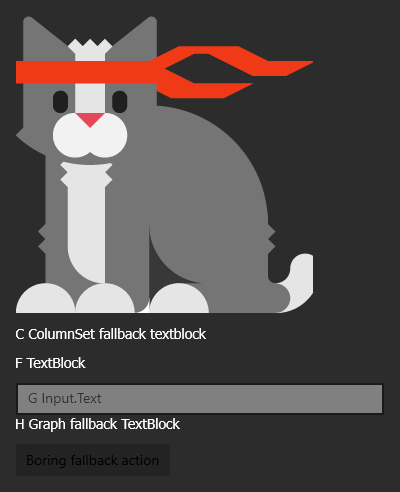 C ColumnSet fallback textblock
F TextBlock
G Input.Text
H Graph fallback TextBlock
Boring fallback action